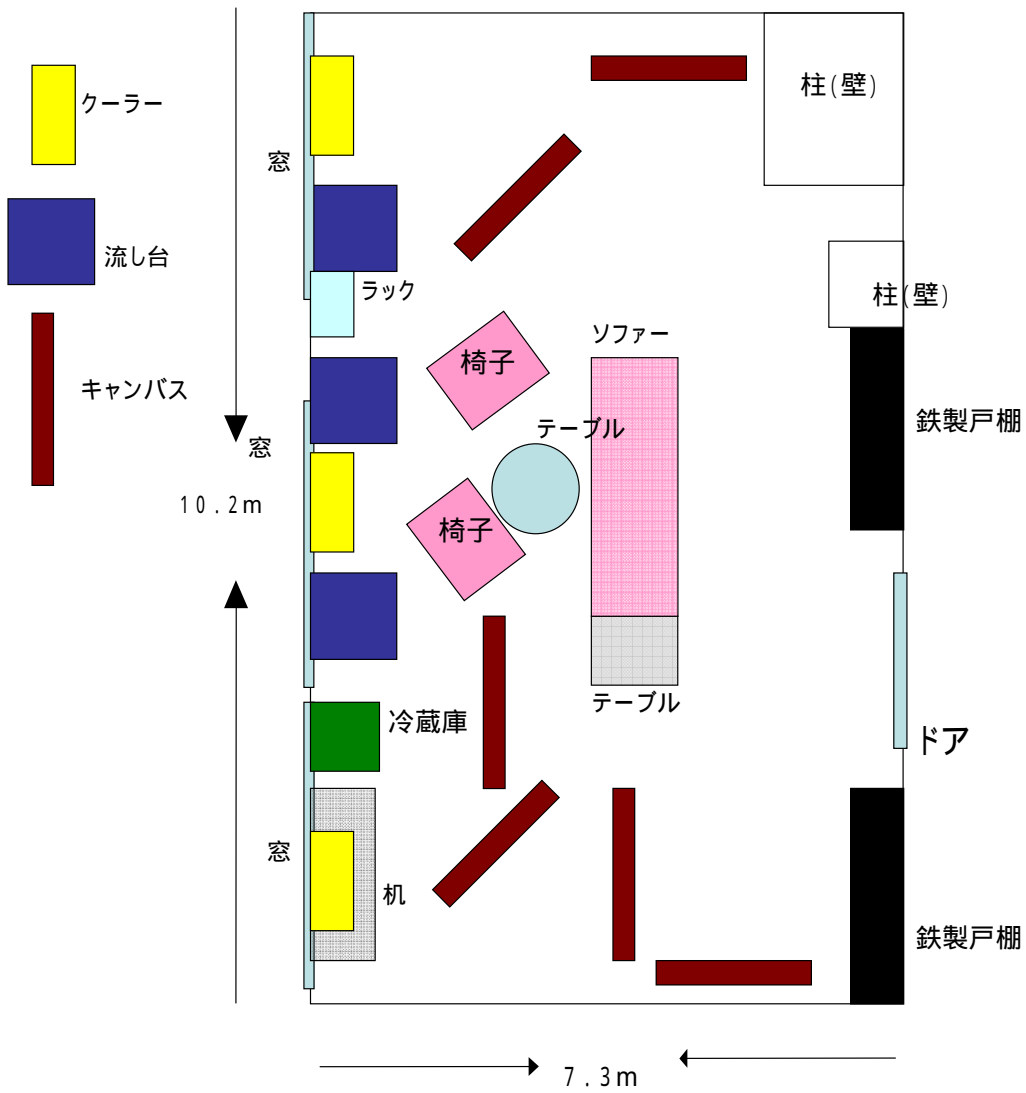 クーラー
流し台
キャンバス
窓
窓
10.2m
窓
柱(壁)
柱(壁)
ラック
ソファー
椅子
テーブル
椅子
鉄製戸棚
テーブル
冷蔵庫
ドア
机
鉄製戸棚
7.3m